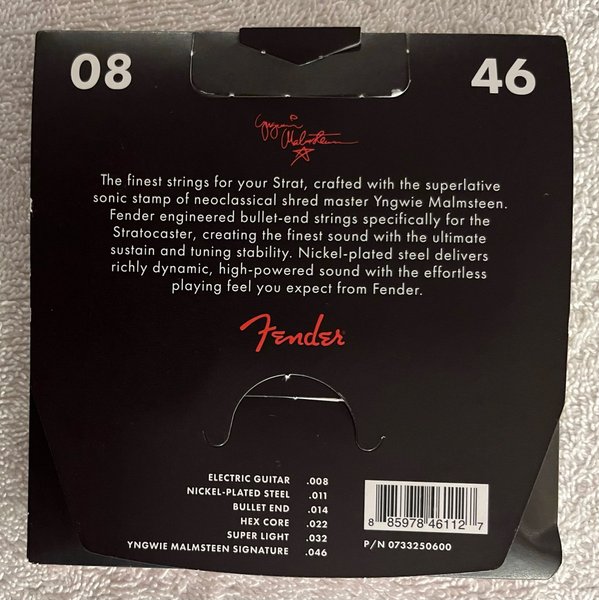 08
46
Yngwie Malmsteen
The finest strings for your Strat, crafted with the superlative
sonic stamp of neoclassical shred master Yngwie Malmsteen.
Fender engineered bullet-end strings specifically for the
Stratocaster, creating the finest sound with the ultimate
sustain and tuning stability. Nickel-plated steel delivers
richly dynamic, high-powered sound with the effortless
playing feel you expect from Fender.
Fender
ELECTRIC GUITAR .008
NICKEL-PLATED STEEL .011
BULLET END .014
HEX CORE .022
SUPER LIGHT .032
YNGWIE MALMSTEEN SIGNATURE .046
8 85978 46112 7
P/N 0733250600